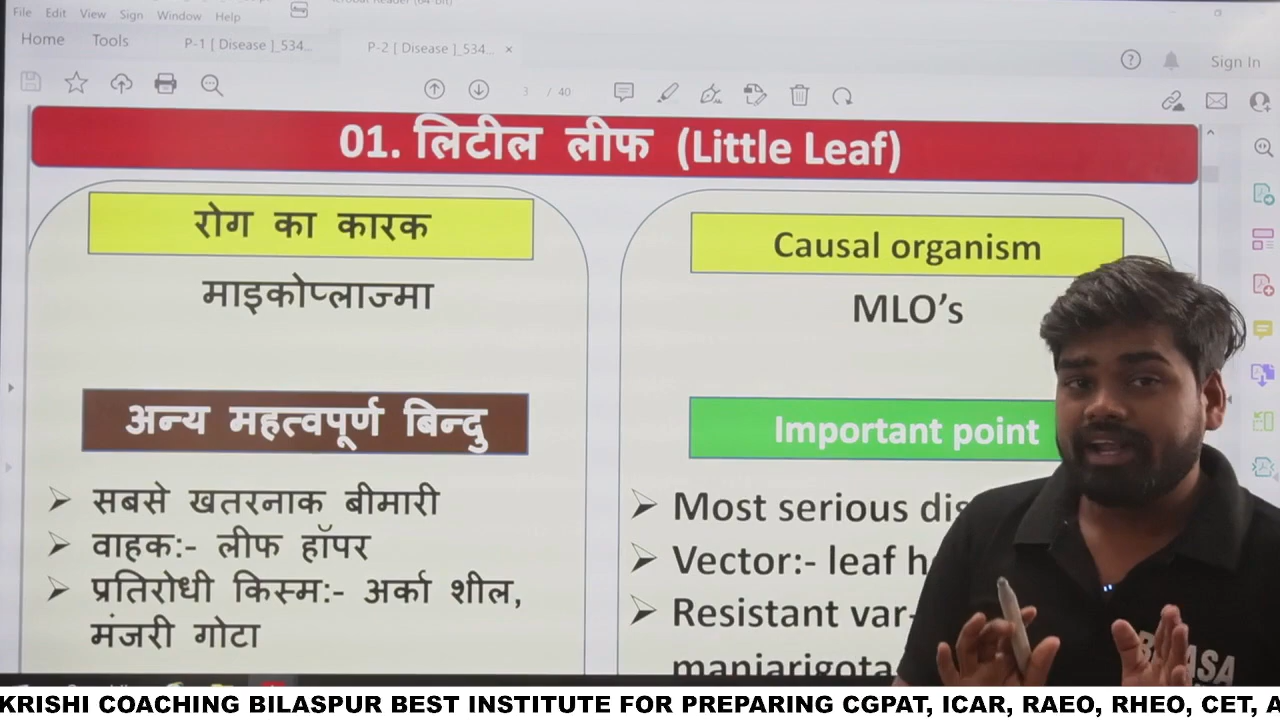 File Edit View Sign Window Help
Home Tools P-1 [ Disease ]_534... P-2 [ Disease ]_534... ×
Sign In
3 / 40
01. लिटील लीफ (Little Leaf)
रोग का कारक
माइकोप्लाज्मा
अन्य महत्वपूर्ण बिन्दु
➢ सबसे खतरनाक बीमारी
➢ वाहक:- लीफ हॉपर
➢ प्रतिरोधी किस्म:- अर्का शील,
मंजरी गोटा
Causal organism
MLO's
Important point
➢ Most serious
➢ Vector:- leaf
➢ Resistant var-
manjarigota
KRISHI COACHING BILASPUR BEST INSTITUTE FOR PREPARING CGPAT, ICAR, RAEO, RHEO, CET, A